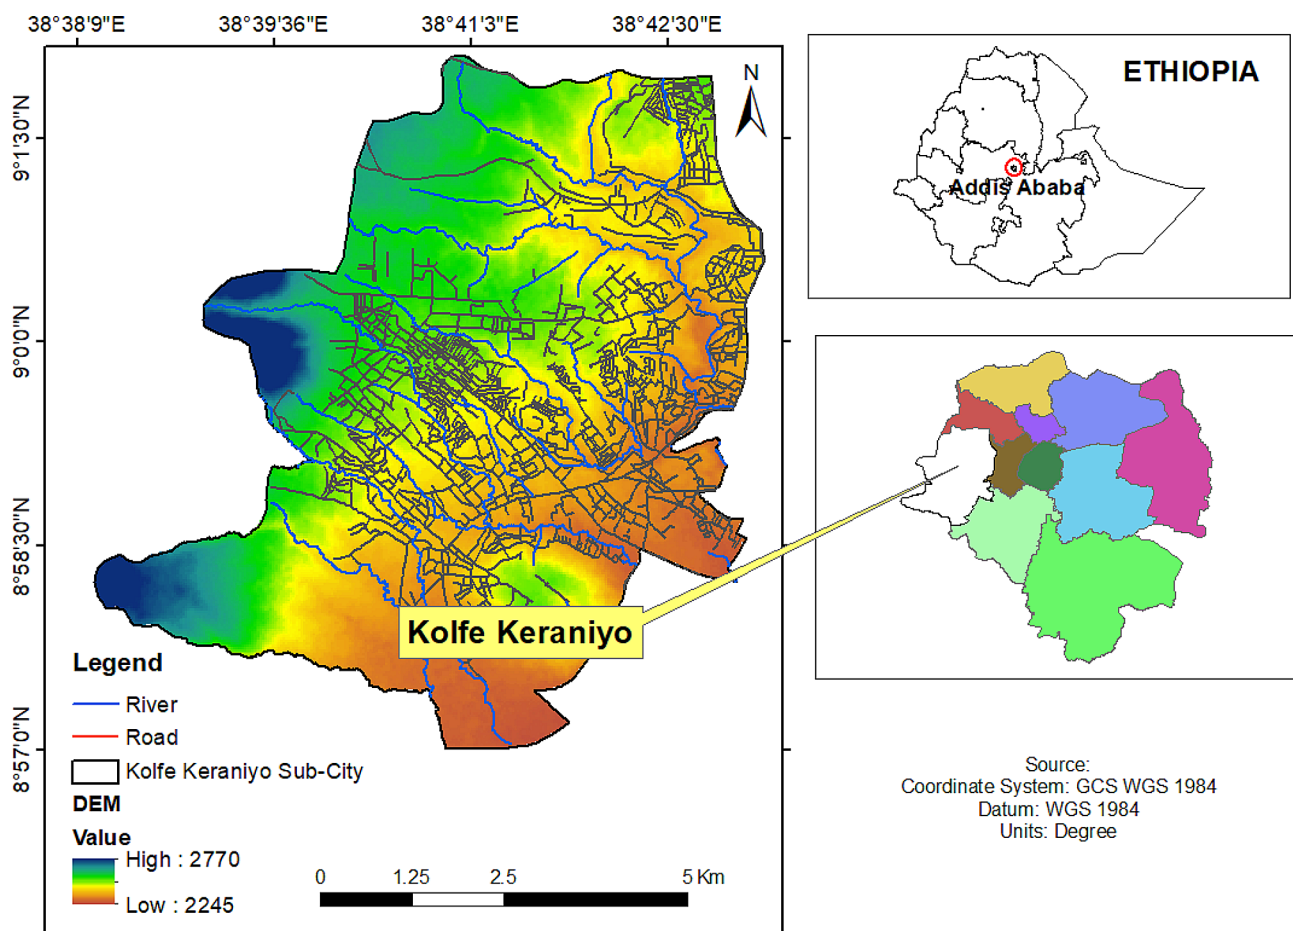 38°38'9"E
38°39'36"E
38°41'3"E
38°42'30"E
9°1'30"N
9°0'0"N
8°58'30"N
8°57'0"N
N
Kolfe Keraniyo
Legend
River
Road
Kolfe Keraniyo Sub-City
DEM
Value
High : 2770
Low : 2245
0 1.25 2.5 5 Km
ETHIOPIA
Addis Ababa
Source:
Coordinate System: GCS WGS 1984
Datum: WGS 1984
Units: Degree